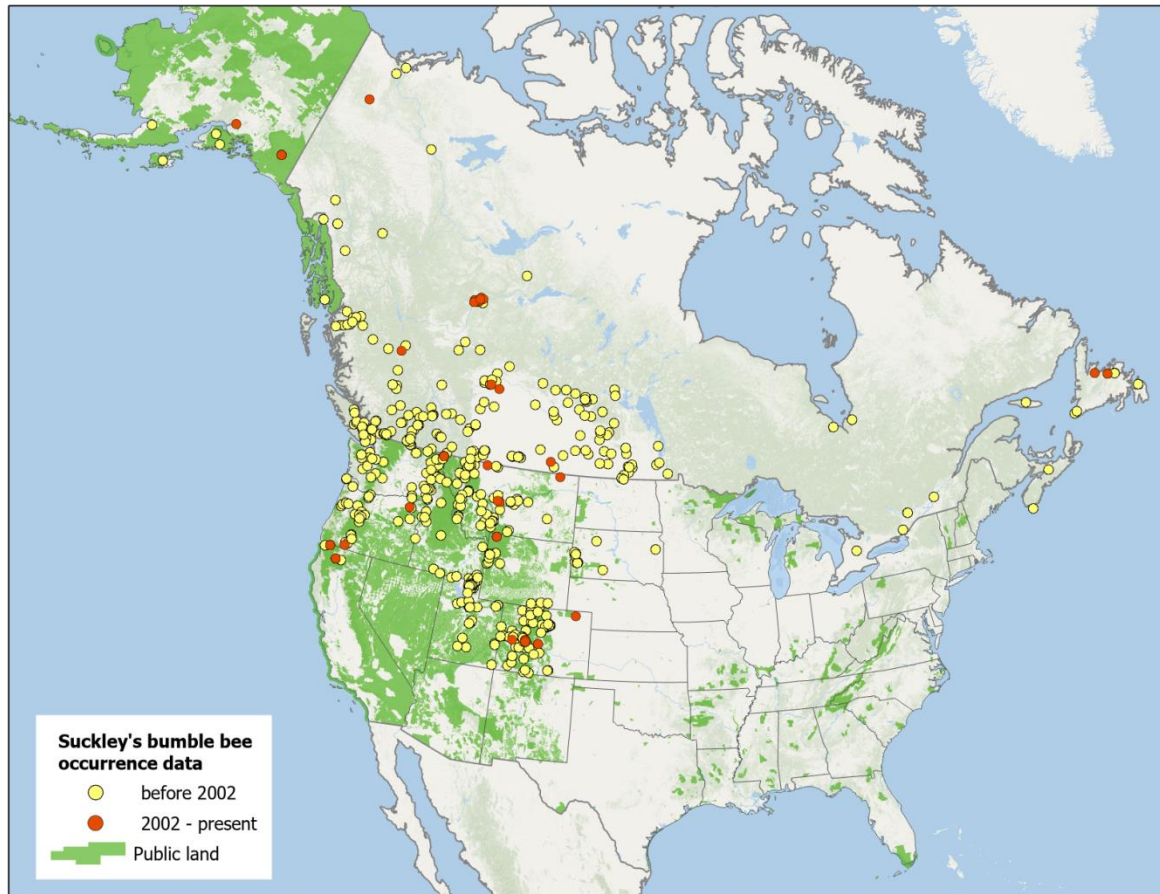 Suckley's bumble bee
occurrence data
before 2002
2002 - present
Public land